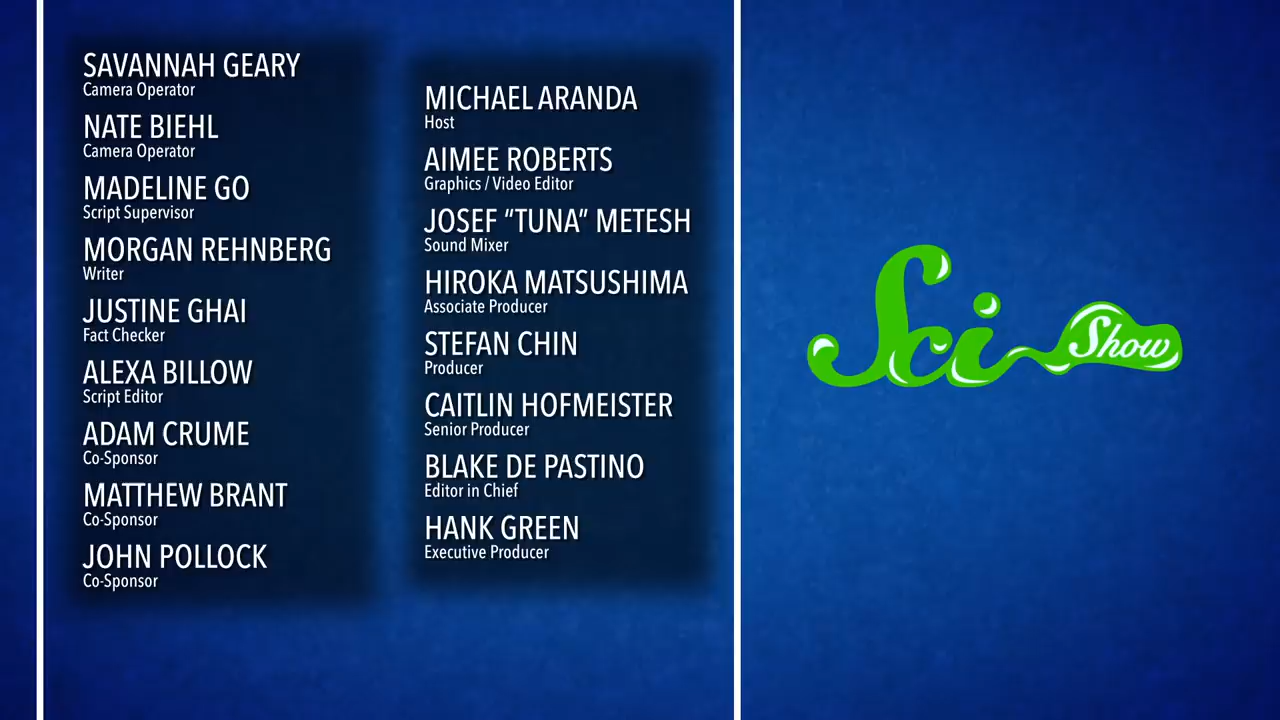 SAVANNAH GEARY
Camera Operator
NATE BIEHL
Camera Operator
MADELINE GO
Script Supervisor
MORGAN REHNBERG
Writer
JUSTINE GHAI
Fact Checker
ALEXA BILLOW
Script Editor
ADAM CRUME
Co-Sponsor
MATTHEW BRANT
Co-Sponsor
JOHN POLLOCK
Co-Sponsor
MICHAEL ARANDA
Host
AIMEE ROBERTS
Graphics / Video Editor
JOSEF “TUNA” METESH
Sound Mixer
HIROKA MATSUSHIMA
Associate Producer
STEFAN CHIN
Producer
CAITLIN HOFMEISTER
Senior Producer
BLAKE DE PASTINO
Editor in Chief
HANK GREEN
Executive Producer
Sci Show